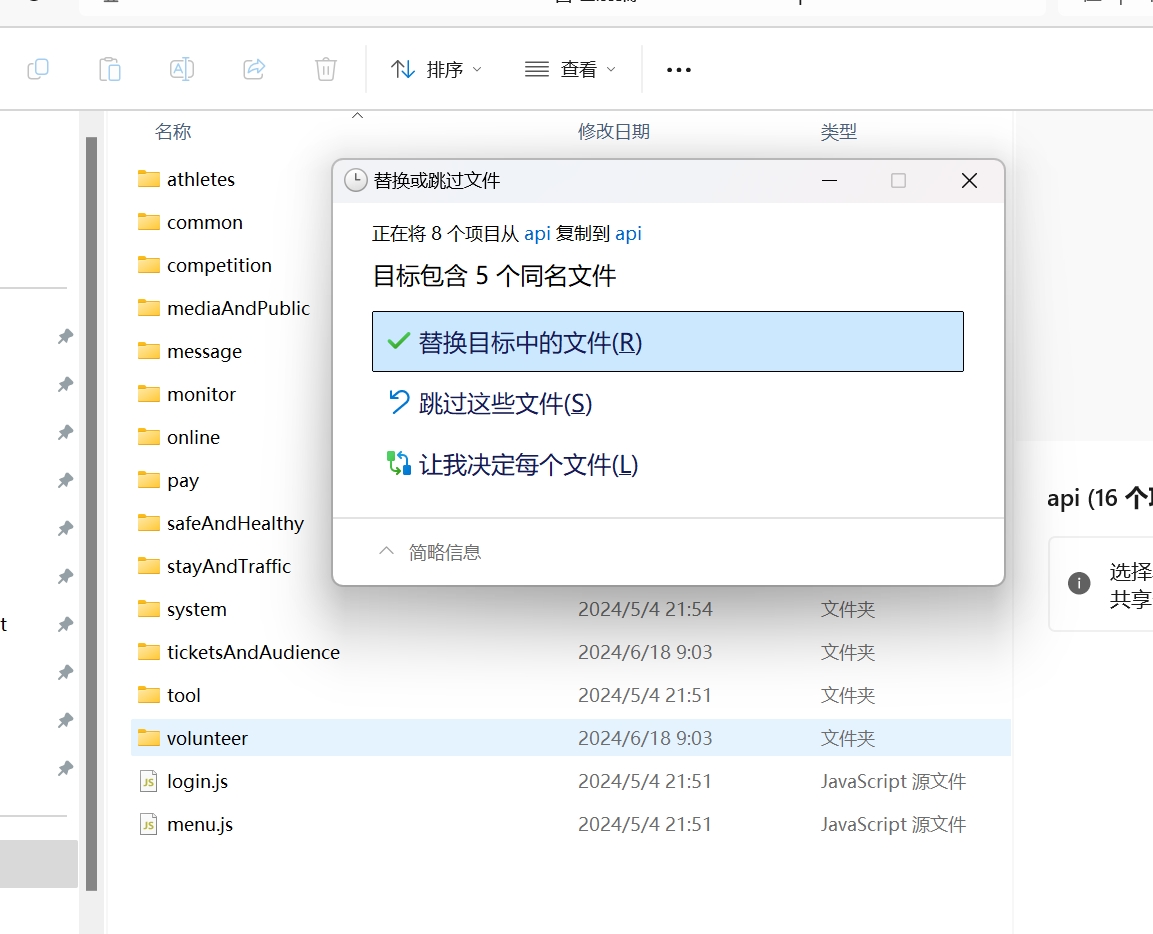 排序
查看
名称
修改日期
类型
athletes
common
competition
mediaAndPublic
message
monitor
online
pay
safeAndHealthy
stayAndTraffic
system 2024/5/4 21:54 文件夹
ticketsAndAudience 2024/6/18 9:03 文件夹
tool 2024/5/4 21:51 文件夹
volunteer 2024/6/18 9:03 文件夹
login.js 2024/5/4 21:51 JavaScript 源文件
menu.js 2024/5/4 21:51 JavaScript 源文件
替换或跳过文件
正在将 8 个项目从 api 复制到 api
目标包含 5 个同名文件
替换目标中的文件(R)
跳过这些文件(S)
让我决定每个文件(L)
简略信息
t
api (16 个
选择
共享